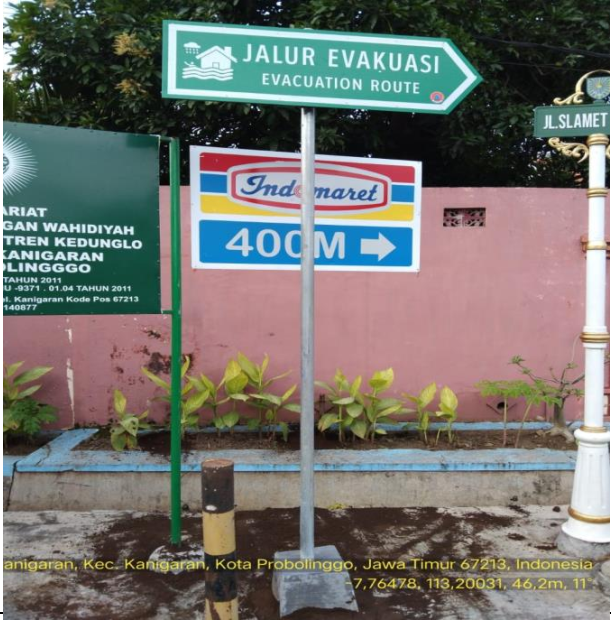 JALUR EVAKUASI
EVACUATION ROUTE
JL.SLAMET
Indomaret
400M
ARIAT
GAN WAHIDIYAH
TREN KEDUNGLO
KANIGARAN
OLINGGGO
TAHUN 2011
U -9371 . 01.04 TAHUN 2011
l. Kanigaran Kode Pos 67213
140877
anigaran, Kec. Kanigaran, Kota Probolinggo, Jawa Timur 67213, Indonesia
-7,76478, 113,20031, 46,2m, 11°